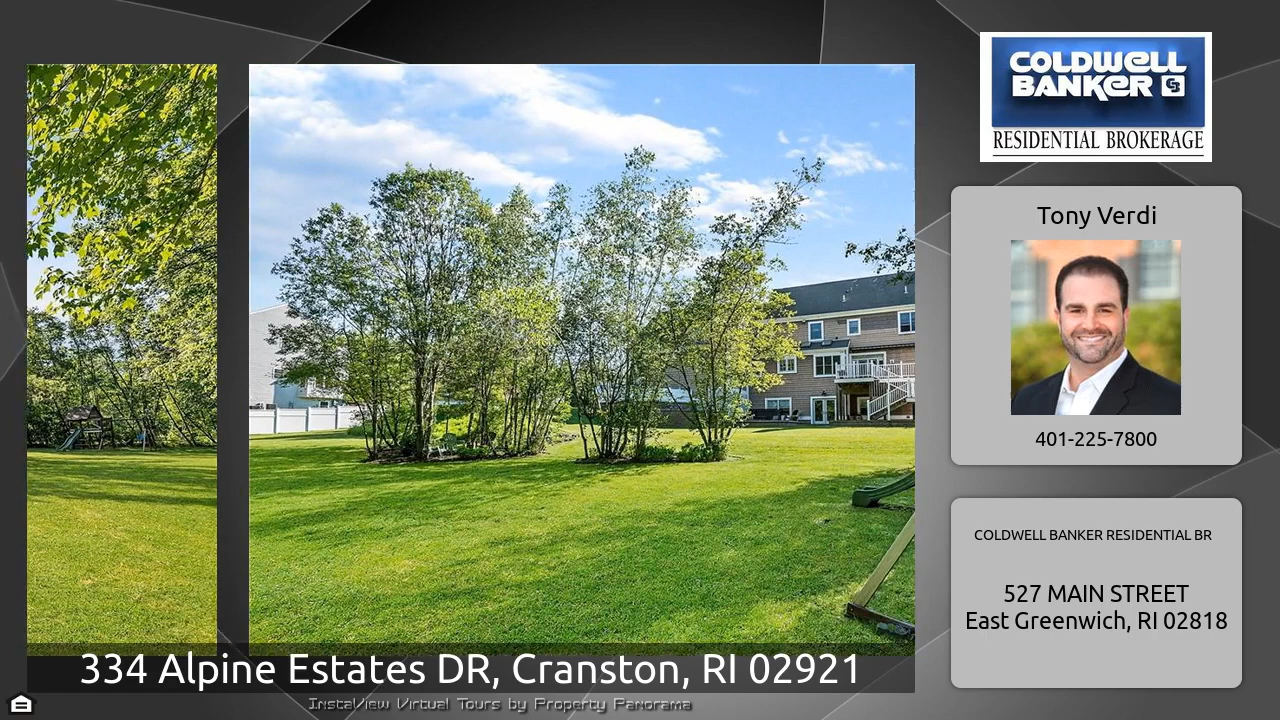 COLDWELL
BANKER CB
RESIDENTIAL BROKERAGE
Tony Verdi
401-225-7800
COLDWELL BANKER RESIDENTIAL BR
527 MAIN STREET
East Greenwich, RI 02818
334 Alpine Estates DR, Cranston, RI 02921
InstaView Virtual Tours by Property Panorama